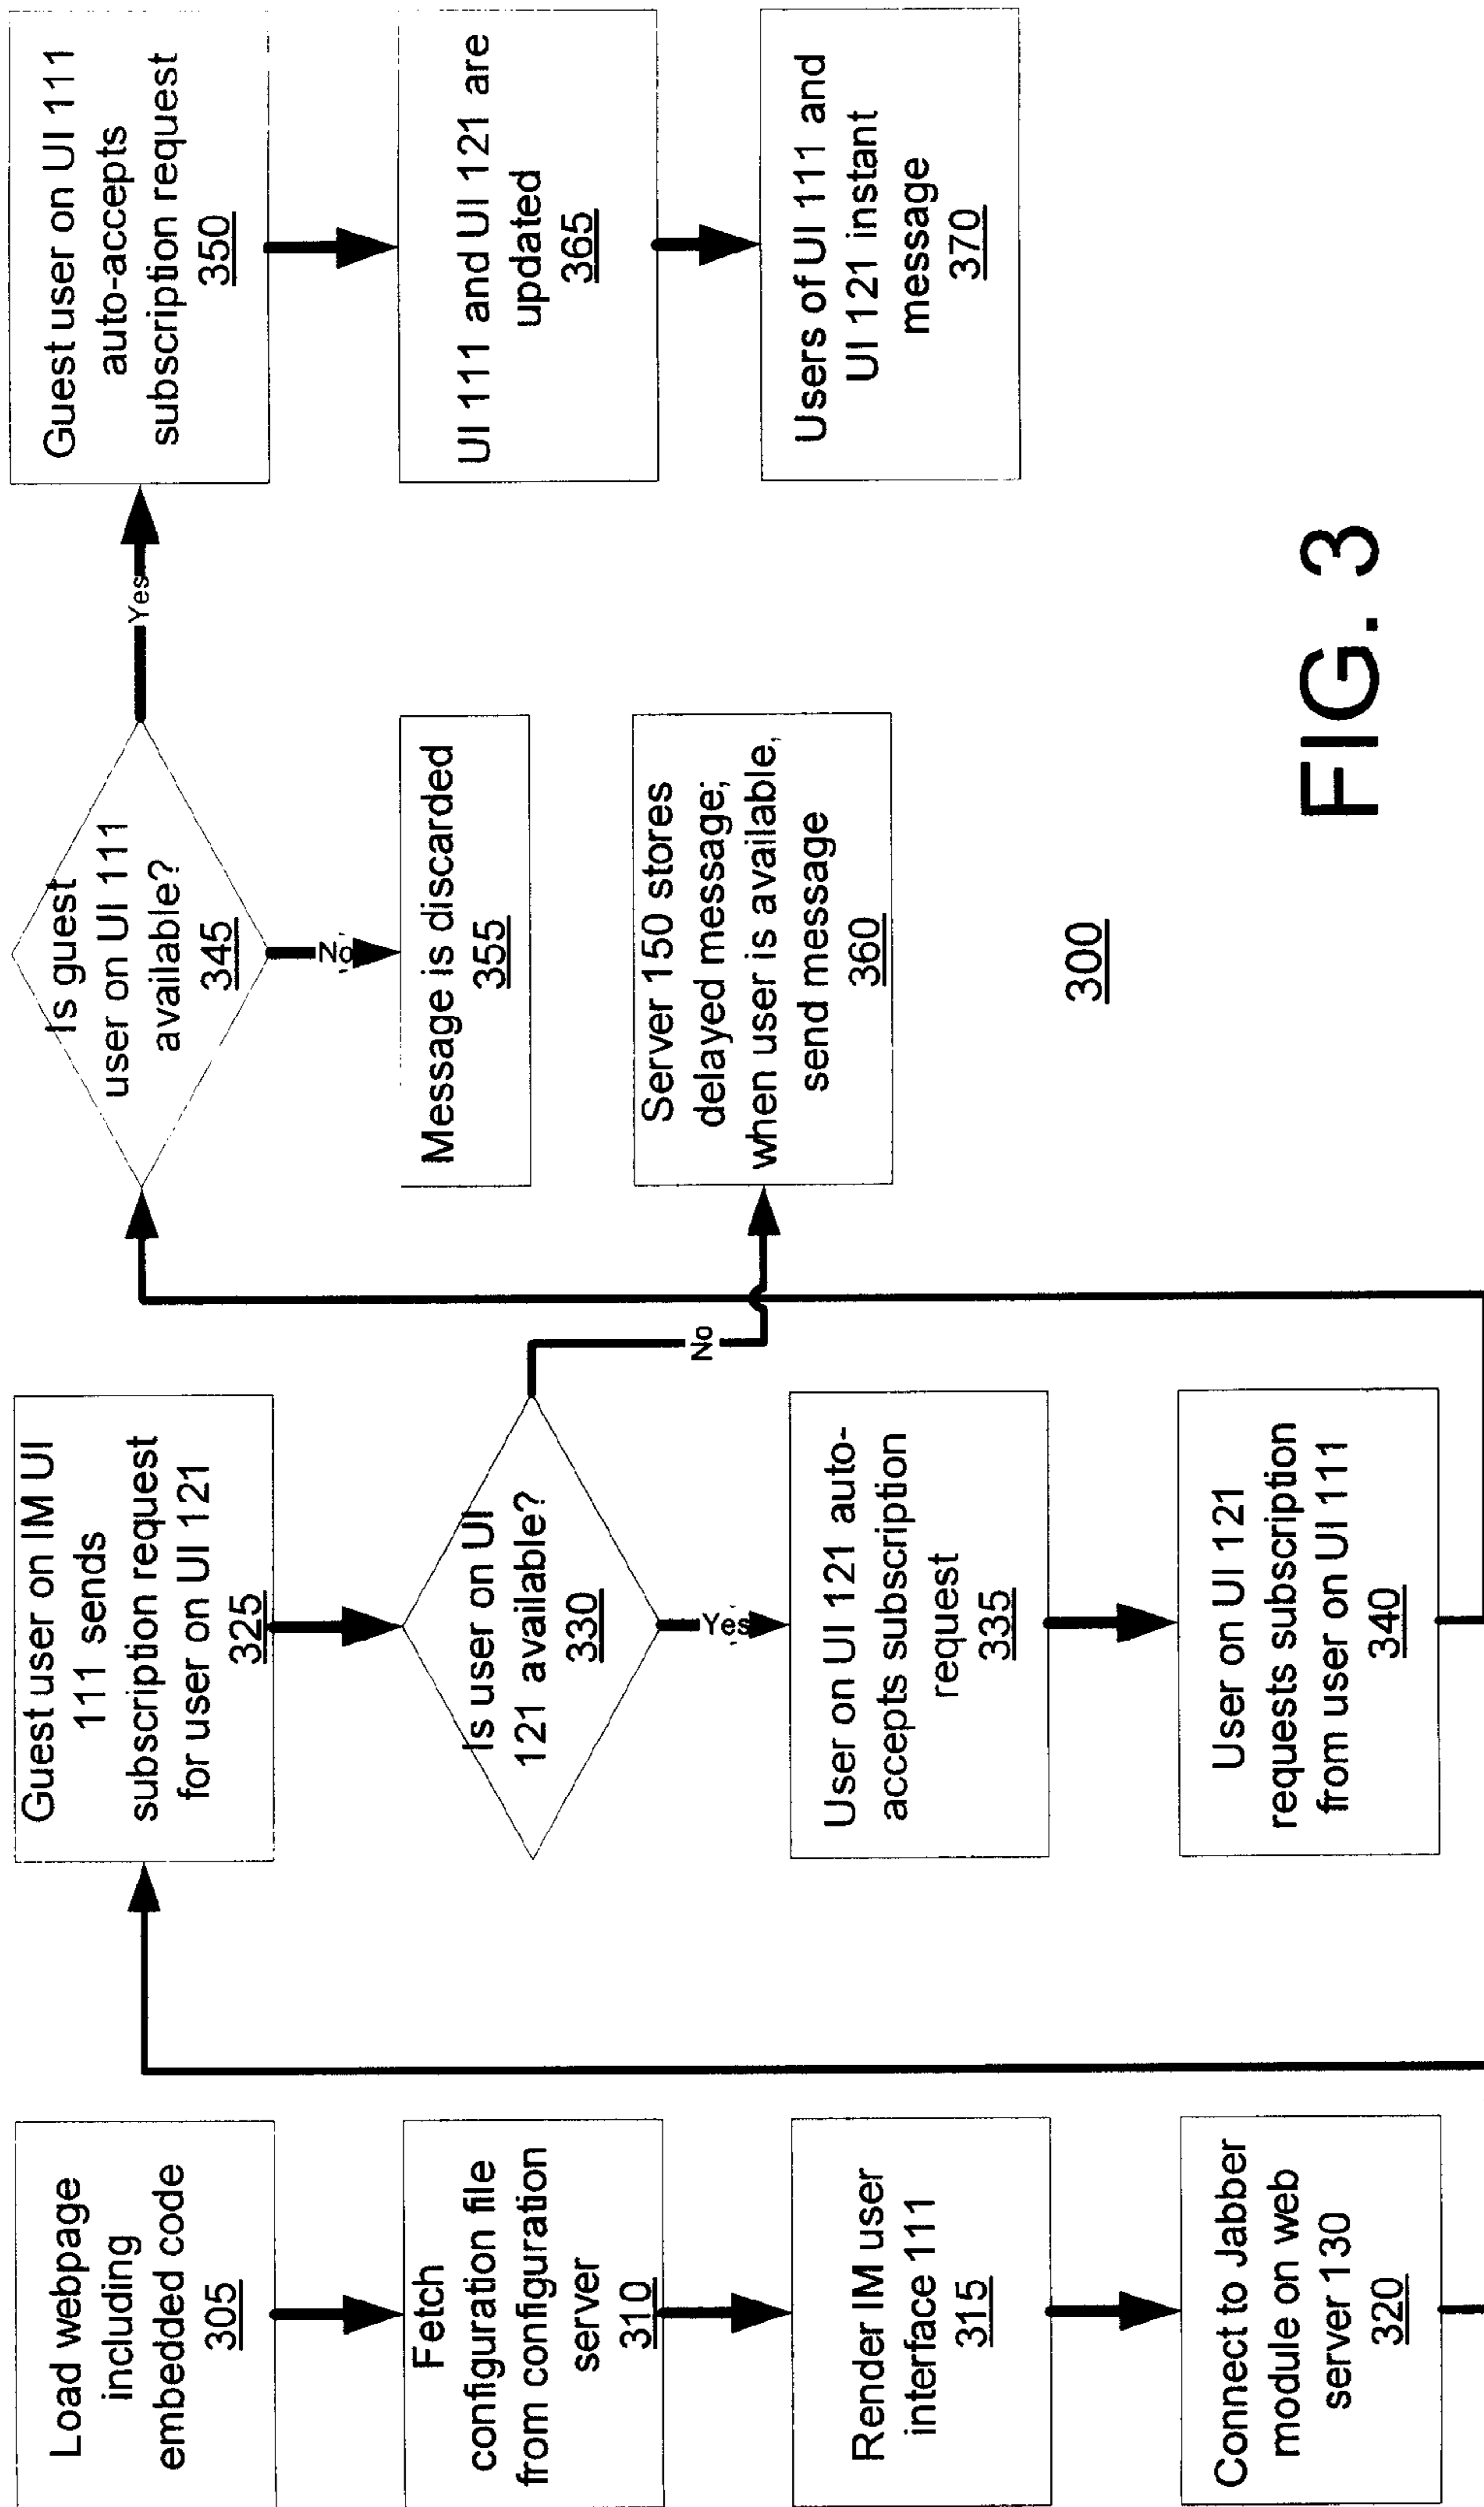 Load webpage
including
embedded code
305
Fetch
configuration file
from configuration
server
310
Render IM user
interface 111
315
Connect to Jabber
module on web
server 130
320
Guest user on IM UI
111 sends
subscription request
for user on UI 121
325
Is user on UI
121 available?
330
No
Yes
User on UI 121 auto-
accepts subscription
request
335
User on UI 121
requests subscription
from user on UI 111
340
Is guest
user on UI 111
available?
345
Yes
No
Message is discarded
355
Server 150 stores
delayed message;
when user is available,
send message
360
Guest user on UI 111
auto-accepts
subscription request
350
UI 111 and UI 121 are
updated
365
Users of UI 111 and
UI 121 instant
message
370
300
FIG. 3